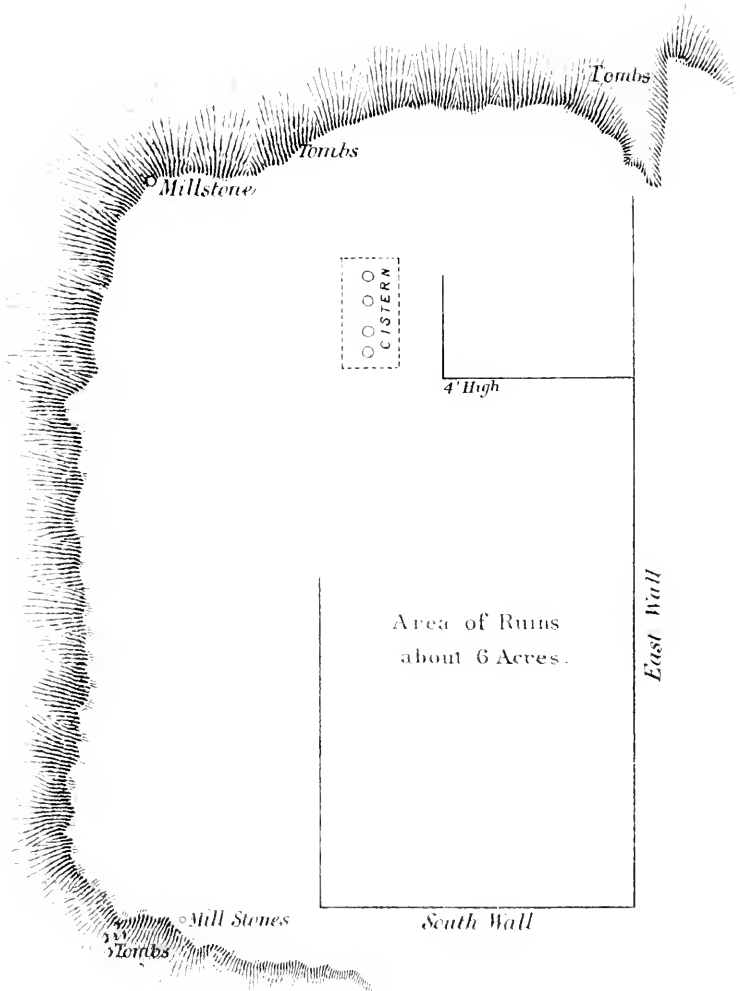 Tombs
Tombs
Millstone
CISTERN
4' High
Area of Ruins
about 6 Acres.
East Wall
Mill Stones
South Wall
Tombs